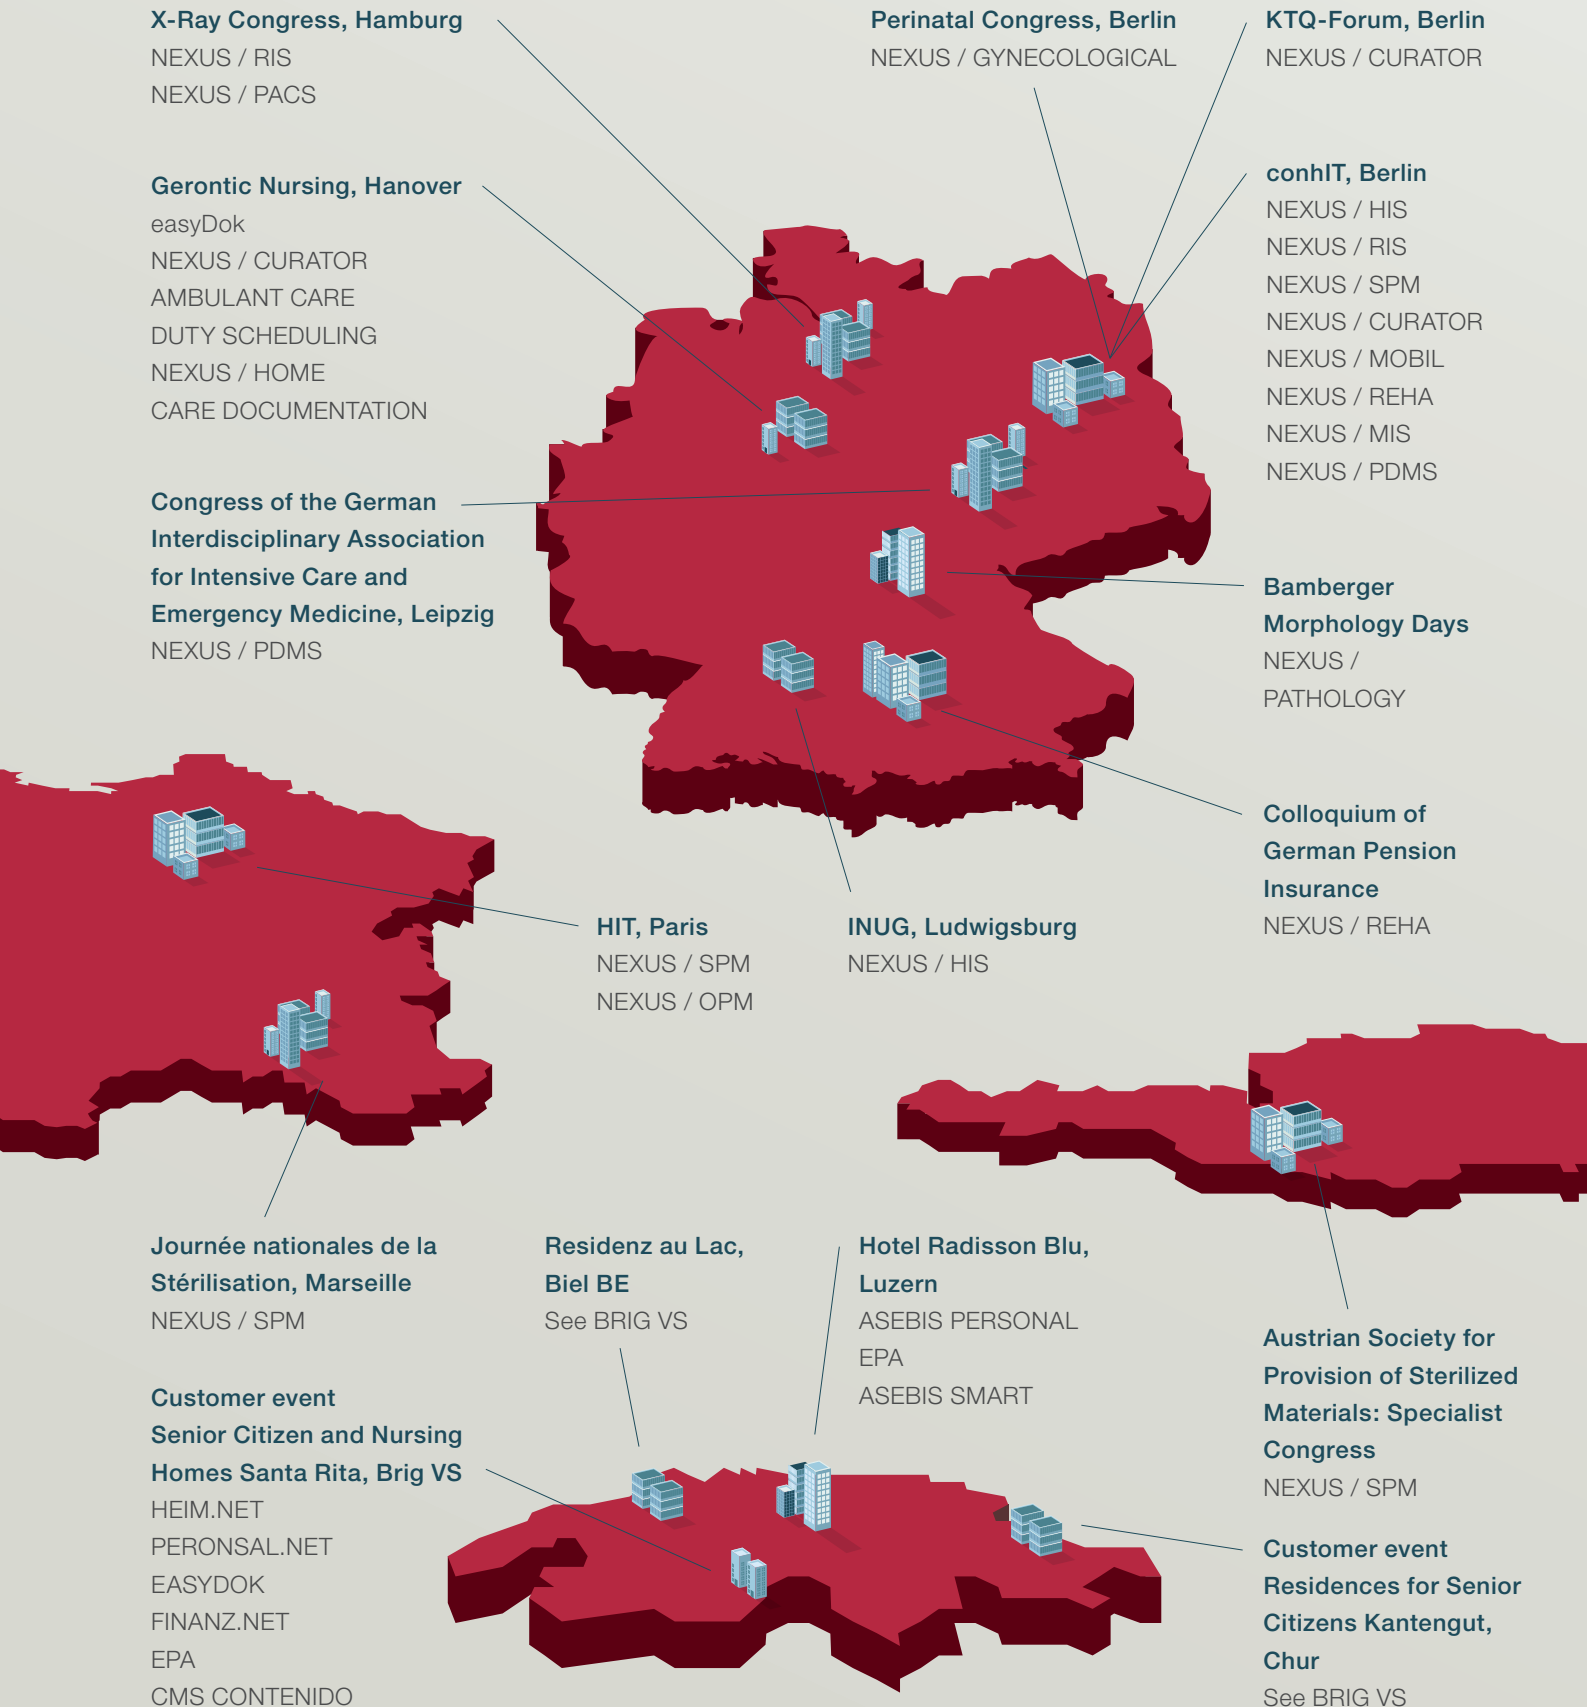 X-Ray Congress, Hamburg
NEXUS / RIS
NEXUS / PACS
Perinatal Congress, Berlin
NEXUS / GYNECOLOGICAL
KTQ-Forum, Berlin
NEXUS / CURATOR
Gerontic Nursing, Hanover
easyDok
NEXUS / CURATOR
AMBULANT CARE
DUTY SCHEDULING
NEXUS / HOME
CARE DOCUMENTATION
conhIT, Berlin
NEXUS / HIS
NEXUS / RIS
NEXUS / SPM
NEXUS / CURATOR
NEXUS / MOBIL
NEXUS / REHA
NEXUS / MIS
NEXUS / PDMS
Congress of the German
Interdisciplinary Association
for Intensive Care and
Emergency Medicine, Leipzig
NEXUS / PDMS
Bamberger
Morphology Days
NEXUS /
PATHOLOGY
Colloquium of
German Pension
Insurance
NEXUS / REHA
HIT, Paris
NEXUS / SPM
NEXUS / OPM
INUG, Ludwigsburg
NEXUS / HIS
Journée nationales de la
Stérilisation, Marseille
NEXUS / SPM
Residenz au Lac,
Biel BE
See BRIG VS
Hotel Radisson Blu,
Luzern
ASEBIS PERSONAL
EPA
ASEBIS SMART
Austrian Society for
Provision of Sterilized
Materials: Specialist
Congress
NEXUS / SPM
Customer event
Senior Citizen and Nursing
Homes Santa Rita, Brig VS
HEIM.NET
PERONSAL.NET
EASYDOK
FINANZ.NET
EPA
CMS CONTENIDO
Customer event
Residences for Senior
Citizens Kantengut,
Chur
See BRIG VS